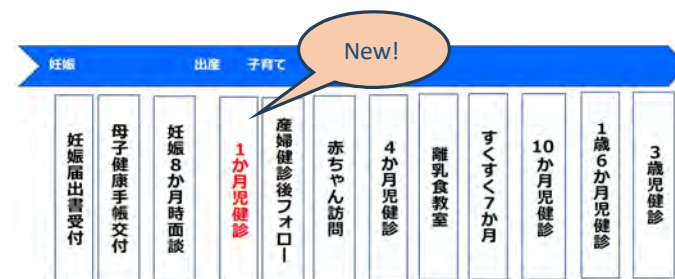 妊娠
出産
子育て
New!
妊娠届出書受付
母子健康手帳交付
妊娠8か月時面談
1か月児健診
産婦健診後フォロー
赤ちゃん訪問
4か月児健診
離乳食教室
すくすく7か月
10か月児健診
1歳6か月児健診
3歳児健診